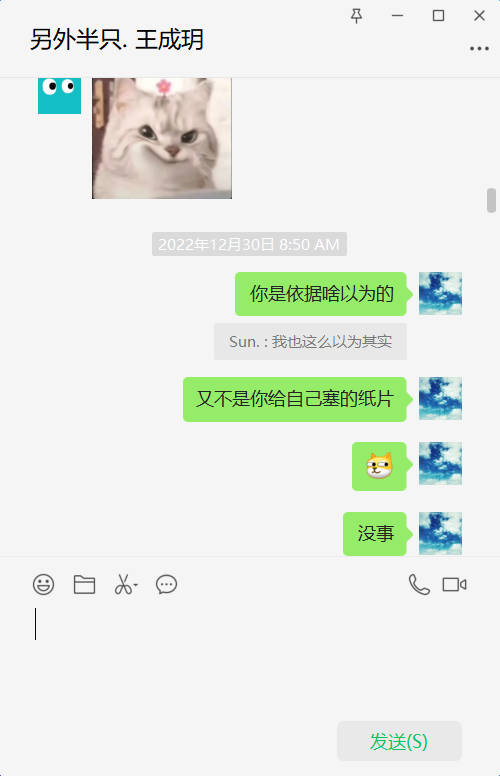 另外半只. 王成玥
2022年12月30日 8:50 AM
你是依据啥以为的
Sun. : 我也这么以为其实
又不是你给自己塞的纸片
没事
发送(S)